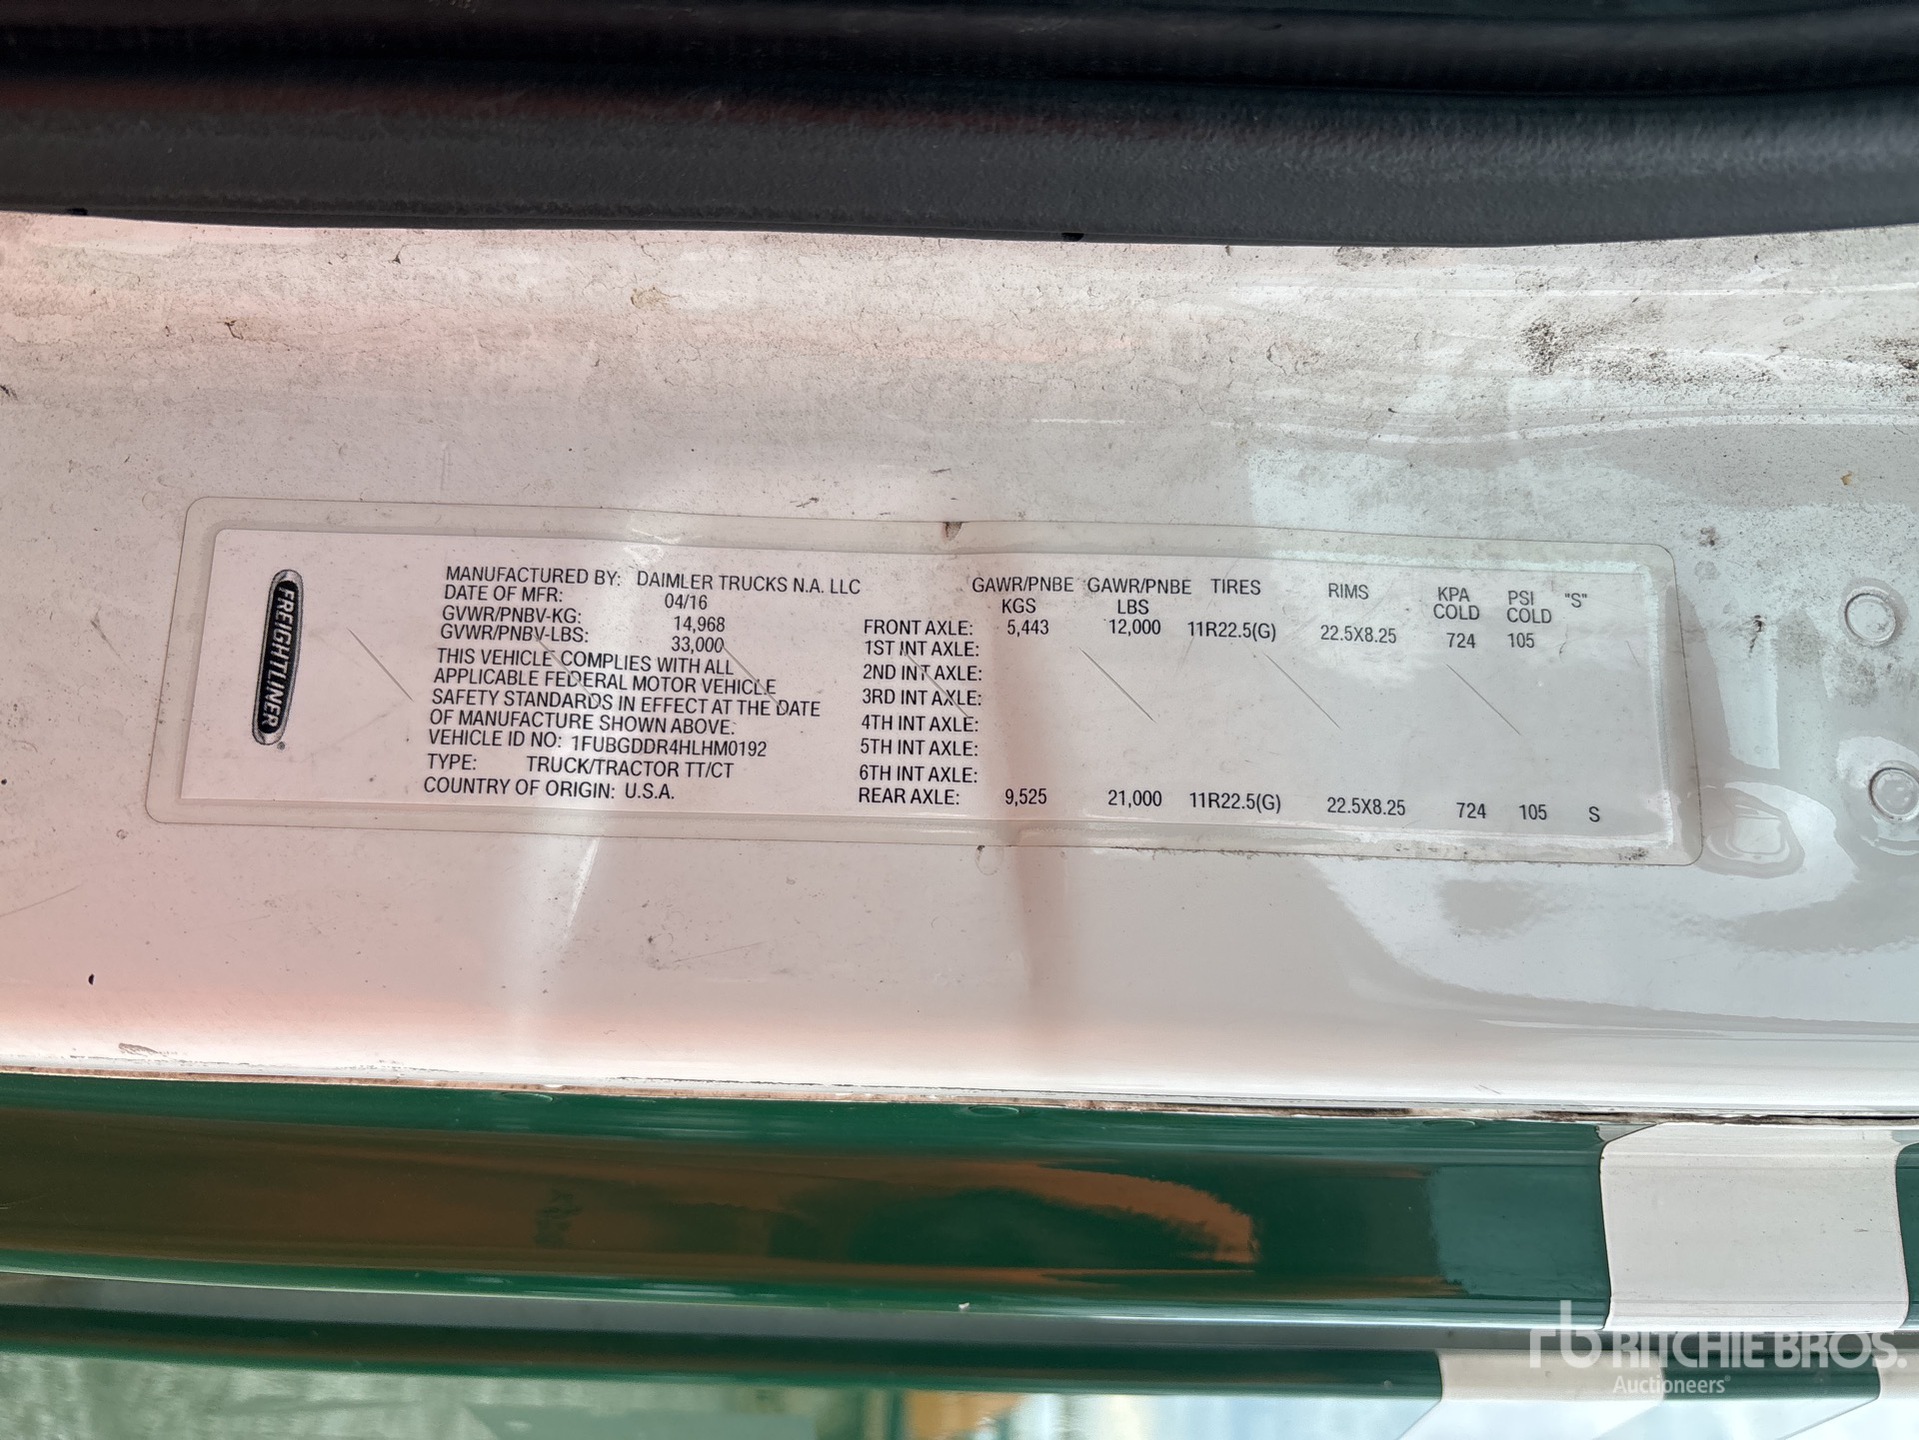 FREIGHTLINER
MANUFACTURED BY: DAIMLER TRUCKS N.A. LLC
DATE OF MFR: 04/16
GVWR/PNBV-KG: 14,968
GVWR/PNBV-LBS: 33,000
THIS VEHICLE COMPLIES WITH ALL
APPLICABLE FEDERAL MOTOR VEHICLE
SAFETY STANDARDS IN EFFECT AT THE DATE
OF MANUFACTURE SHOWN ABOVE.
VEHICLE ID NO: 1FUBGDDR4HLHM0192
TYPE: TRUCK/TRACTOR TT/CT
COUNTRY OF ORIGIN: U.S.A.
GAWR/PNBE GAWR/PNBE TIRES RIMS KPA PSI "S"
KGS LBS COLD COLD
FRONT AXLE: 5,443 12,000 11R22.5(G) 22.5X8.25 724 105
1ST INT AXLE:
2ND INT AXLE:
3RD INT AXLE:
4TH INT AXLE:
5TH INT AXLE:
6TH INT AXLE:
REAR AXLE: 9,525 21,000 11R22.5(G) 22.5X8.25 724 105 S
rb RITCHIE BROS.
Auctioneers